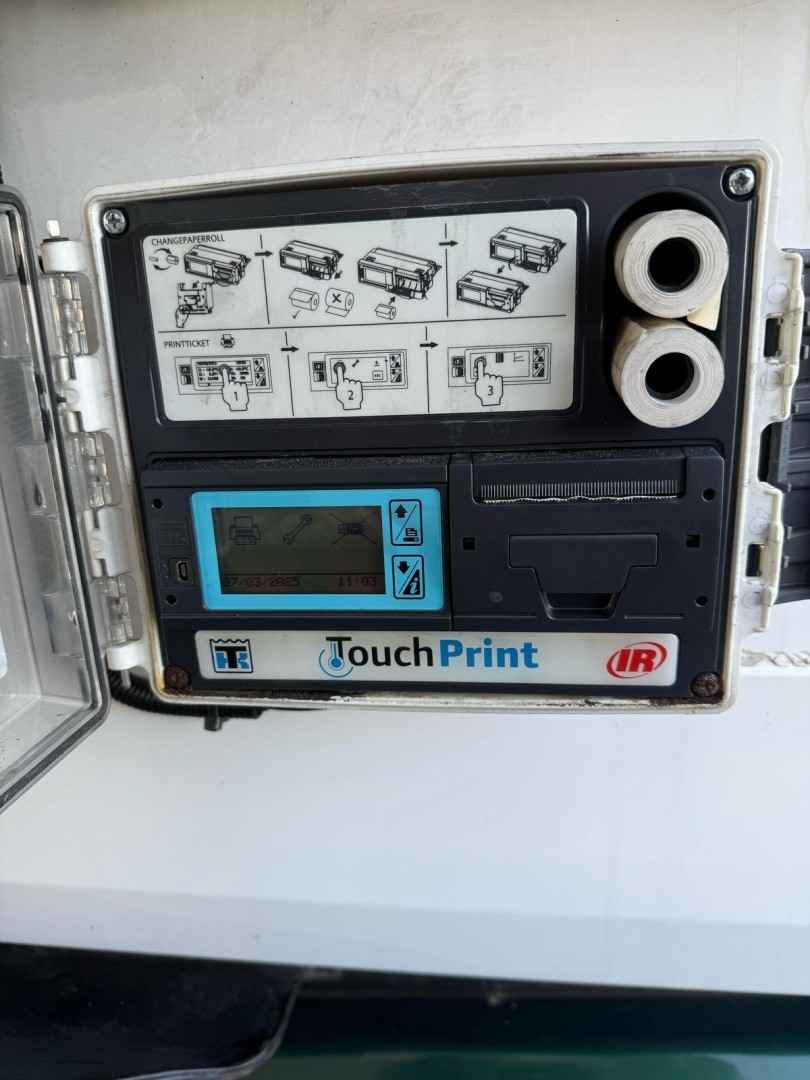 CHANGEPAPERROLL
PRINTTICKET
1
2
3
07/03/2025 11:03
i
TK
TouchPrint
IR